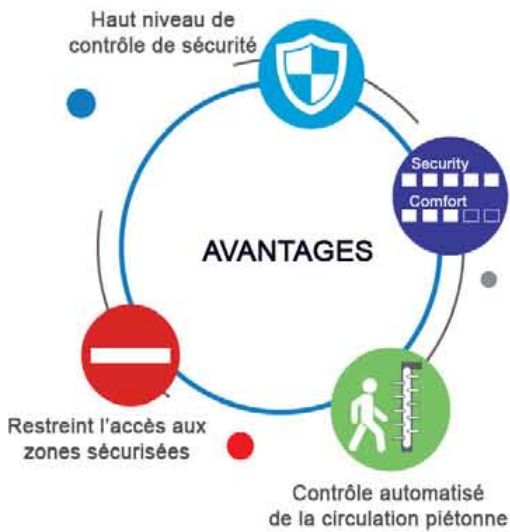 Haut niveau de
contrôle de sécurité
Security
Comfort
AVANTAGES
Restreint l'accès aux
zones sécurisées
Contrôle automatisé
de la circulation piétonne